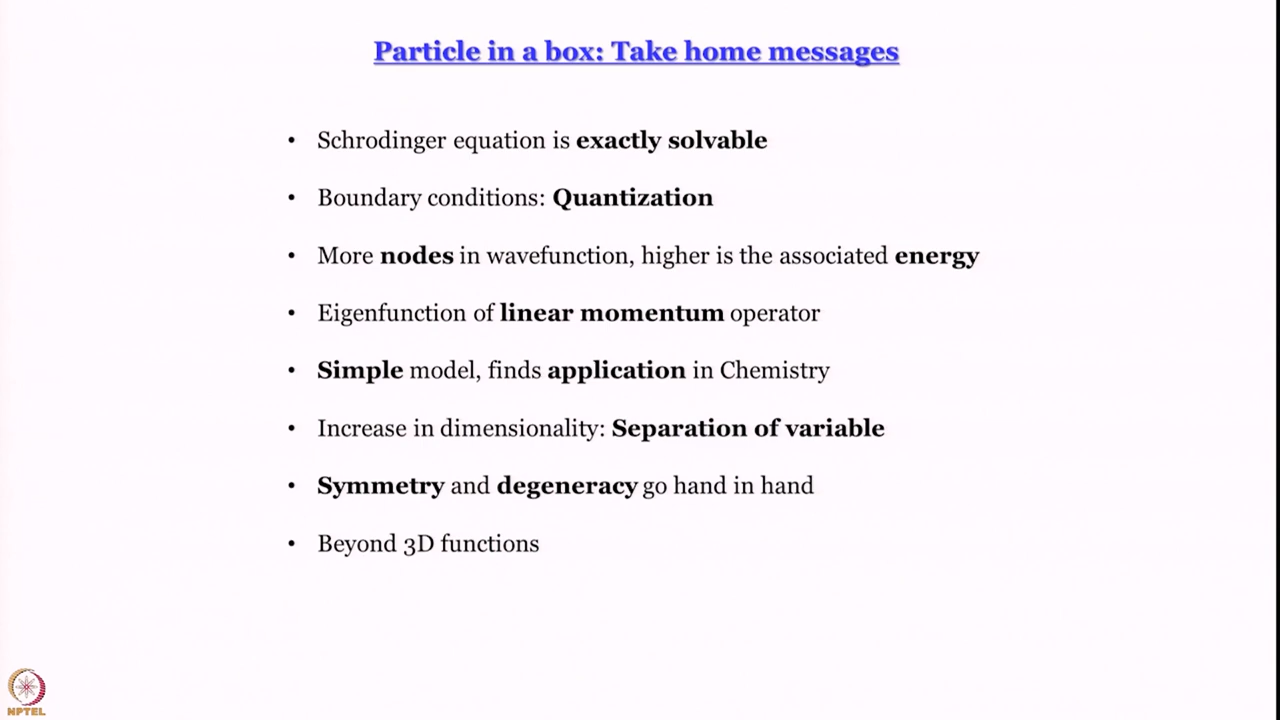 Particle in a box: Take home messages
• Schrodinger equation is exactly solvable
• Boundary conditions: Quantization
• More nodes in wavefunction, higher is the associated energy
• Eigenfunction of linear momentum operator
• Simple model, finds application in Chemistry
• Increase in dimensionality: Separation of variable
• Symmetry and degeneracy go hand in hand
• Beyond 3D functions
NPTEL